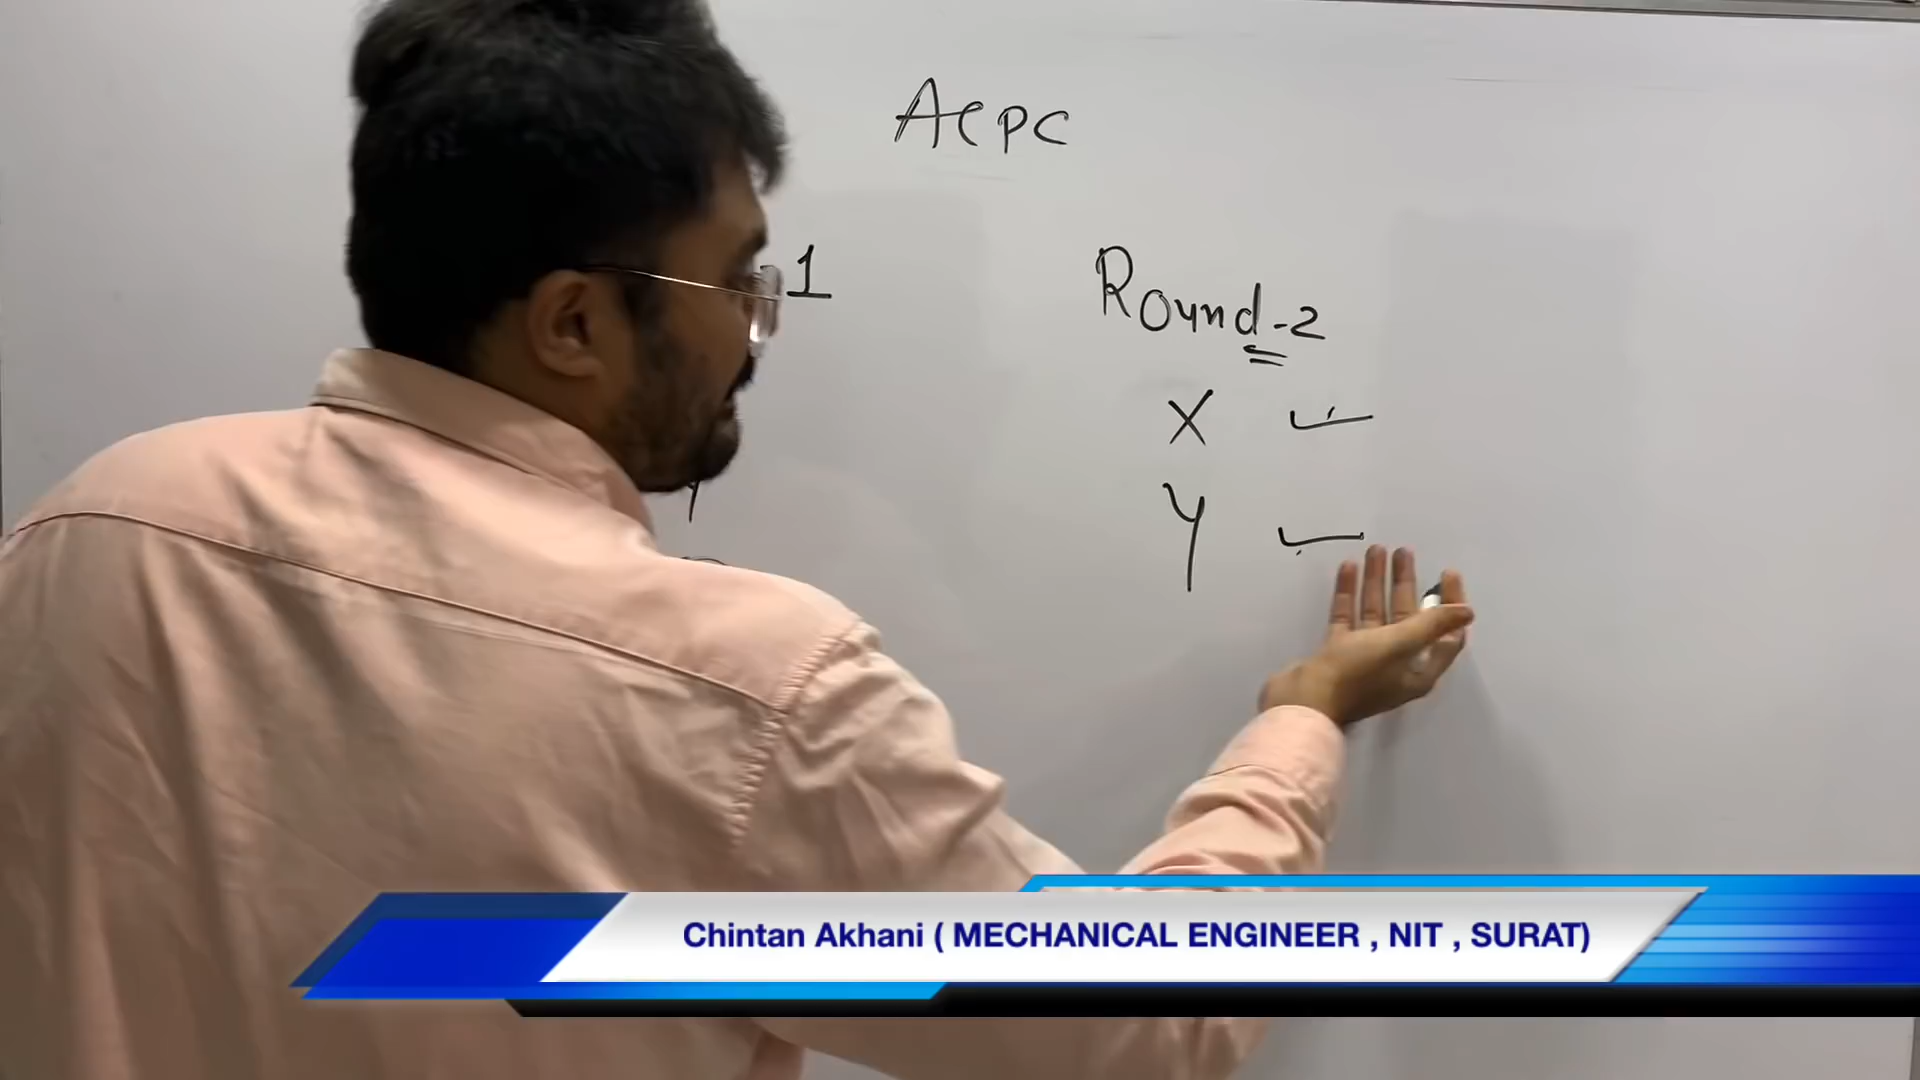 ACPC
1
Round-2
X
Y
Y
Chintan Akhani ( MECHANICAL ENGINEER , NIT , SURAT)